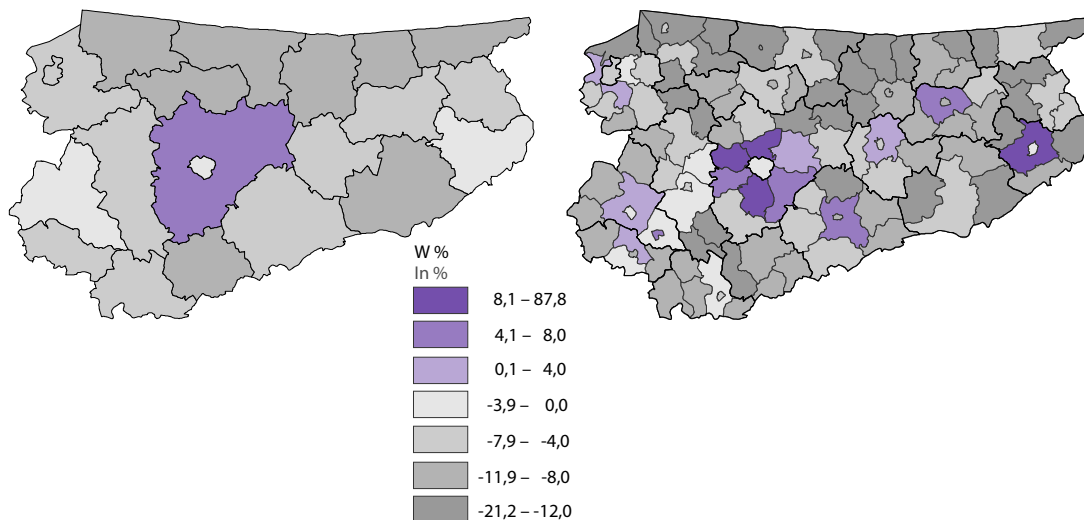 W %
In %
8,1 – 87,8
4,1 – 8,0
0,1 – 4,0
-3,9 – 0,0
-7,9 – -4,0
-11,9 – -8,0
-21,2 – -12,0